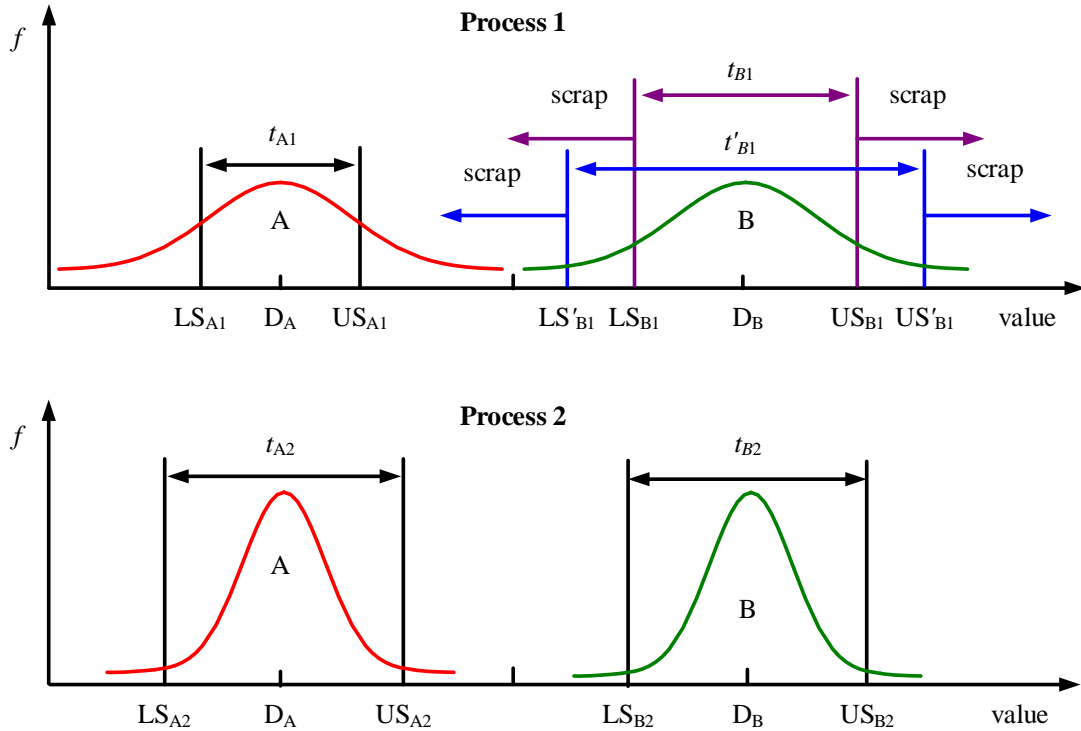 Process 1
f
t_B1
scrap
scrap
t_A1
t'_B1
scrap
scrap
A
B
LS_A1 D_A US_A1 LS'_B1 LS_B1 D_B US_B1 US'_B1 value
Process 2
f
t_A2
t_B2
A
B
LS_A2 D_A US_A2 LS_B2 D_B US_B2 value